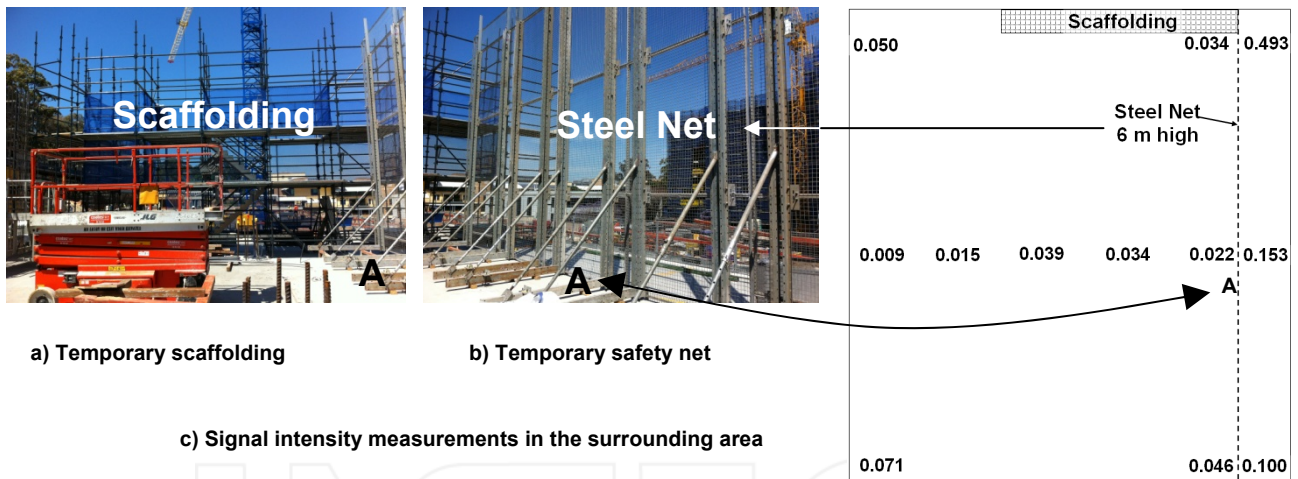 Scaffolding
A
Steel Net
A
a) Temporary scaffolding
b) Temporary safety net
c) Signal intensity measurements in the surrounding area
Scaffolding
0.050 0.034 0.493
Steel Net
6 m high
0.009 0.015 0.039 0.034 0.022 0.153
A
0.071 0.046 0.100
JLG